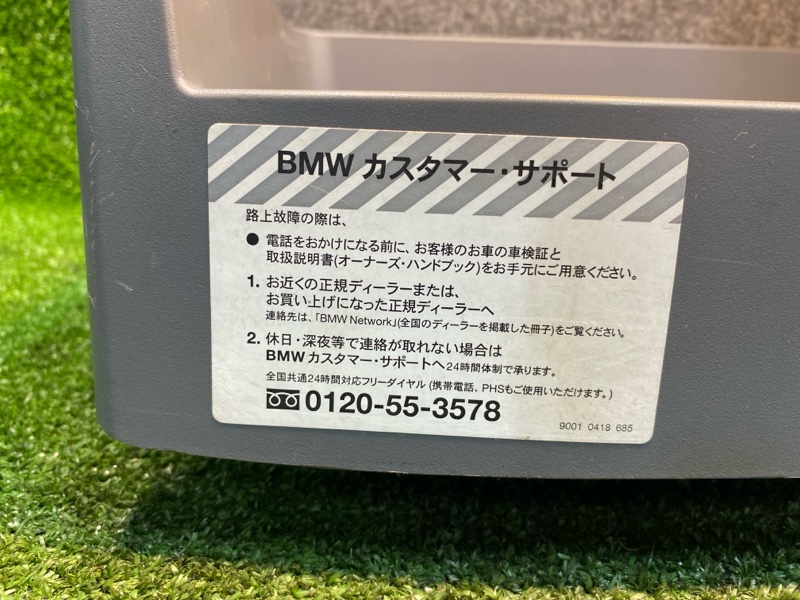 BMW カスタマー・サポート
路上故障の際は、
● 電話をおかけになる前に、お客様のお車の車検証と
取扱説明書(オーナーズ・ハンドブック)をお手元にご用意ください。
1. お近くの正規ディーラーまたは、
お買い上げになった正規ディーラーへ
連絡先は、「BMW Network」(全国のディーラーを掲載した冊子)をご覧ください。
2. 休日・深夜等で連絡が取れない場合は
BMWカスタマー・サポートへ24時間体制で承ります。
全国共通24時間対応フリーダイヤル(携帯電話、PHSもご使用いただけます。)
0120-55-3578
9001 0418 685